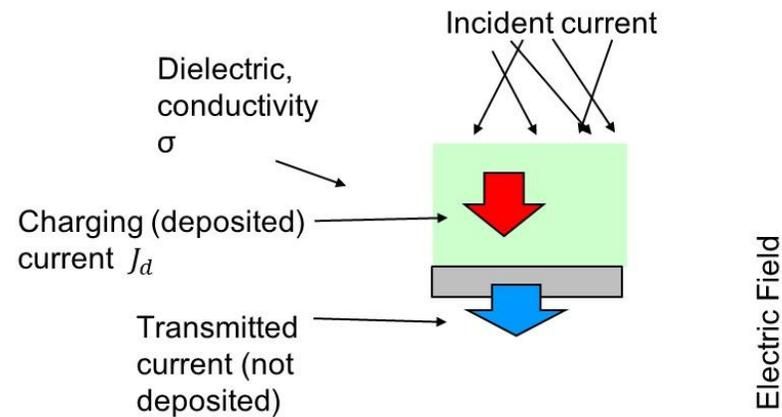 Incident current
Dielectric,
conductivity
σ
Charging (deposited)
current J_d
Transmitted
current (not
deposited)
Electric Field